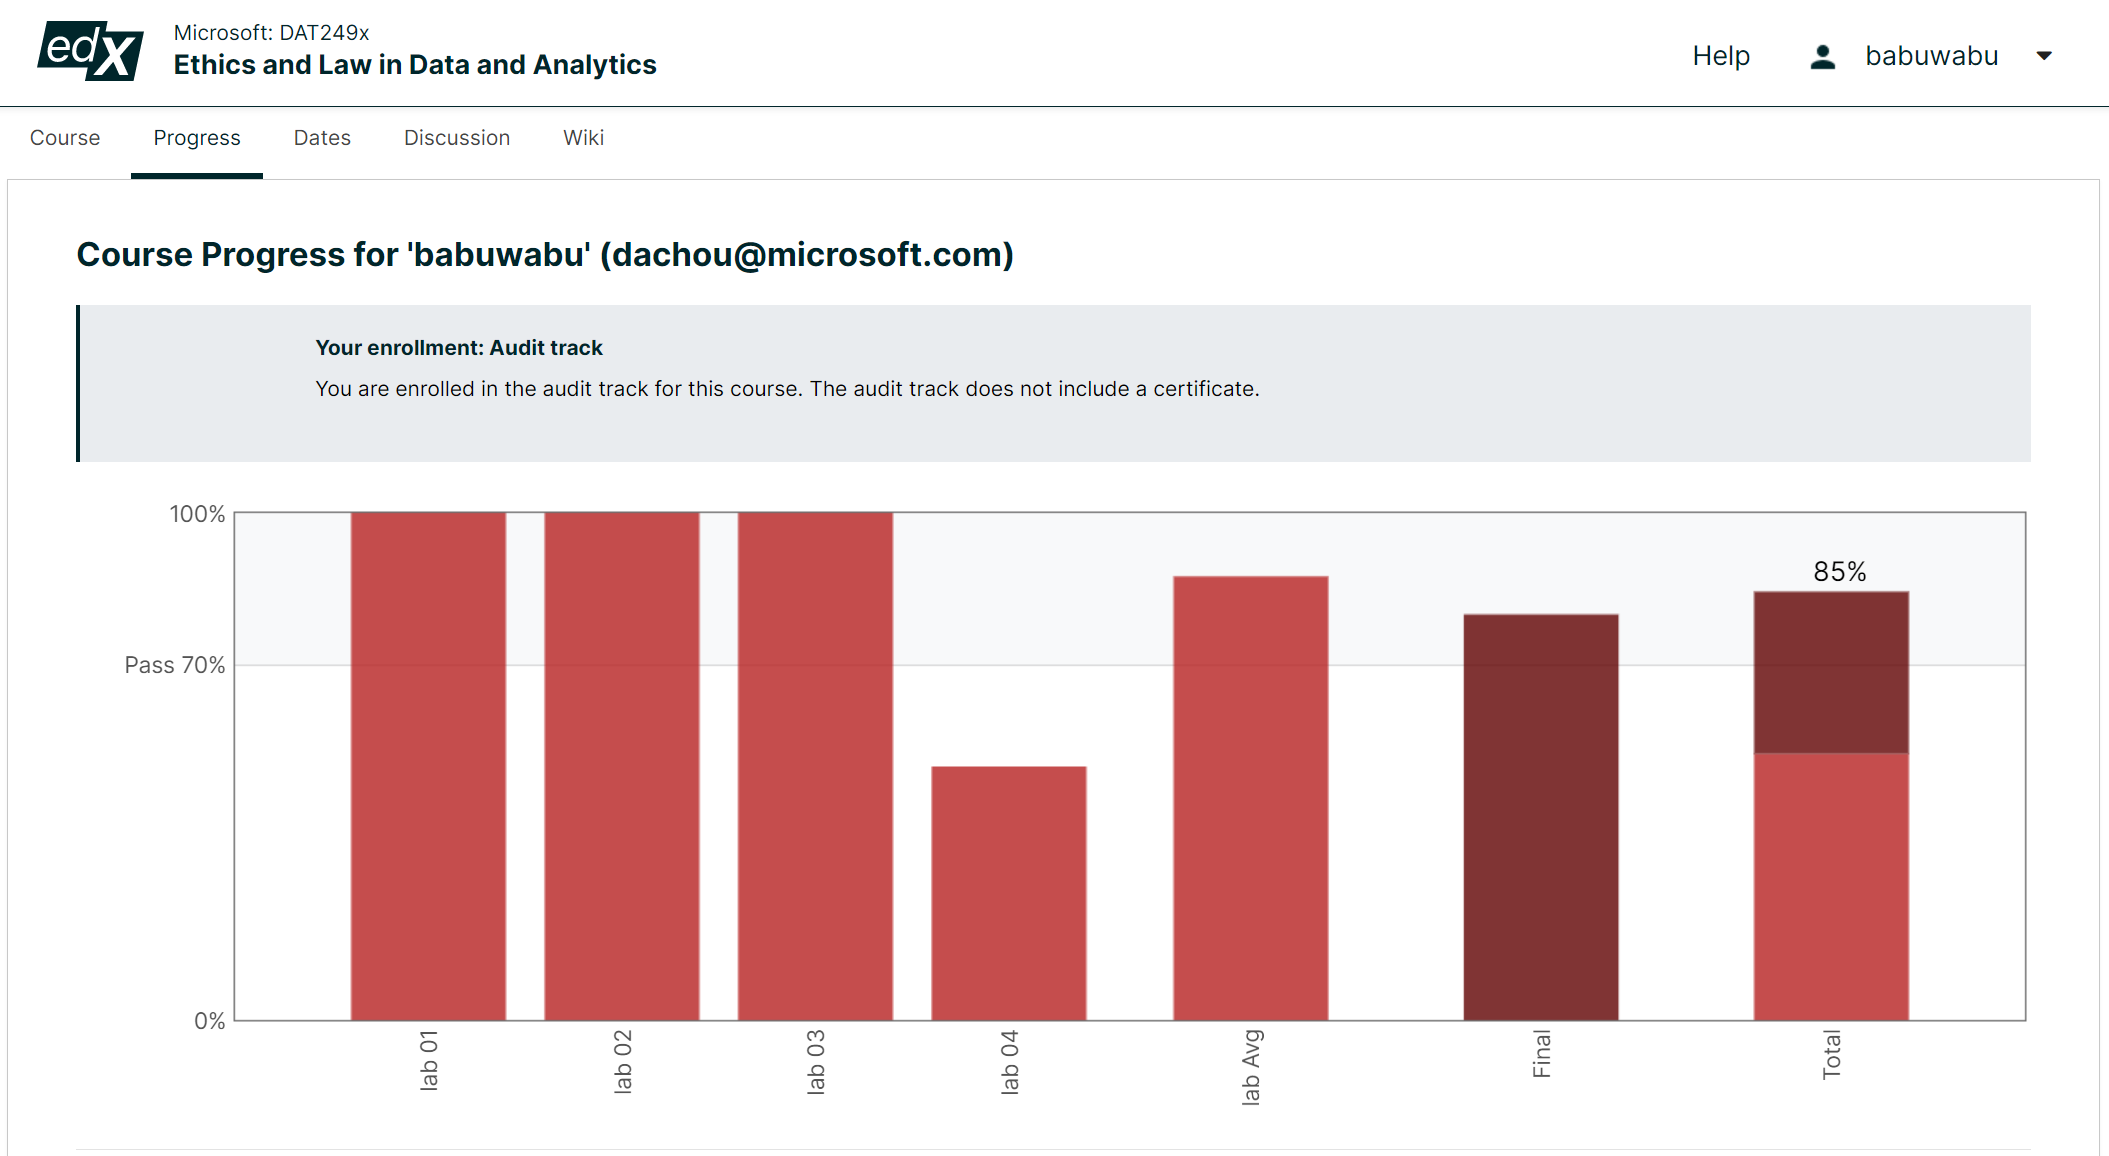 edX
Microsoft: DAT249x
Ethics and Law in Data and Analytics
Help
babuwabu
Course
Progress
Dates
Discussion
Wiki
Course Progress for 'babuwabu' (dachou@microsoft.com)
Your enrollment: Audit track
You are enrolled in the audit track for this course. The audit track does not include a certificate.
100%
85%
Pass 70%
0%
lab 01
lab 02
lab 03
lab 04
lab Avg
Final
Total